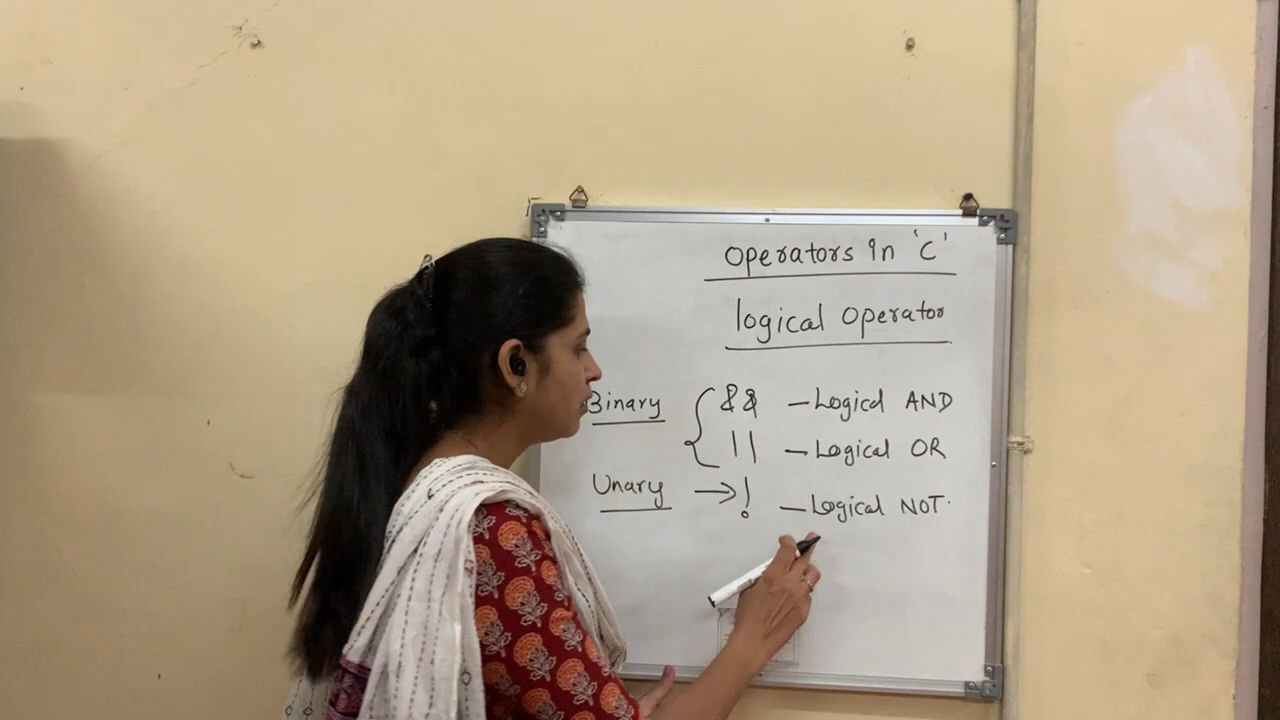 Operators in 'C'
logical Operator
Binary { && - Logical AND
|| - Logical OR
Unary → ! - Logical NOT.